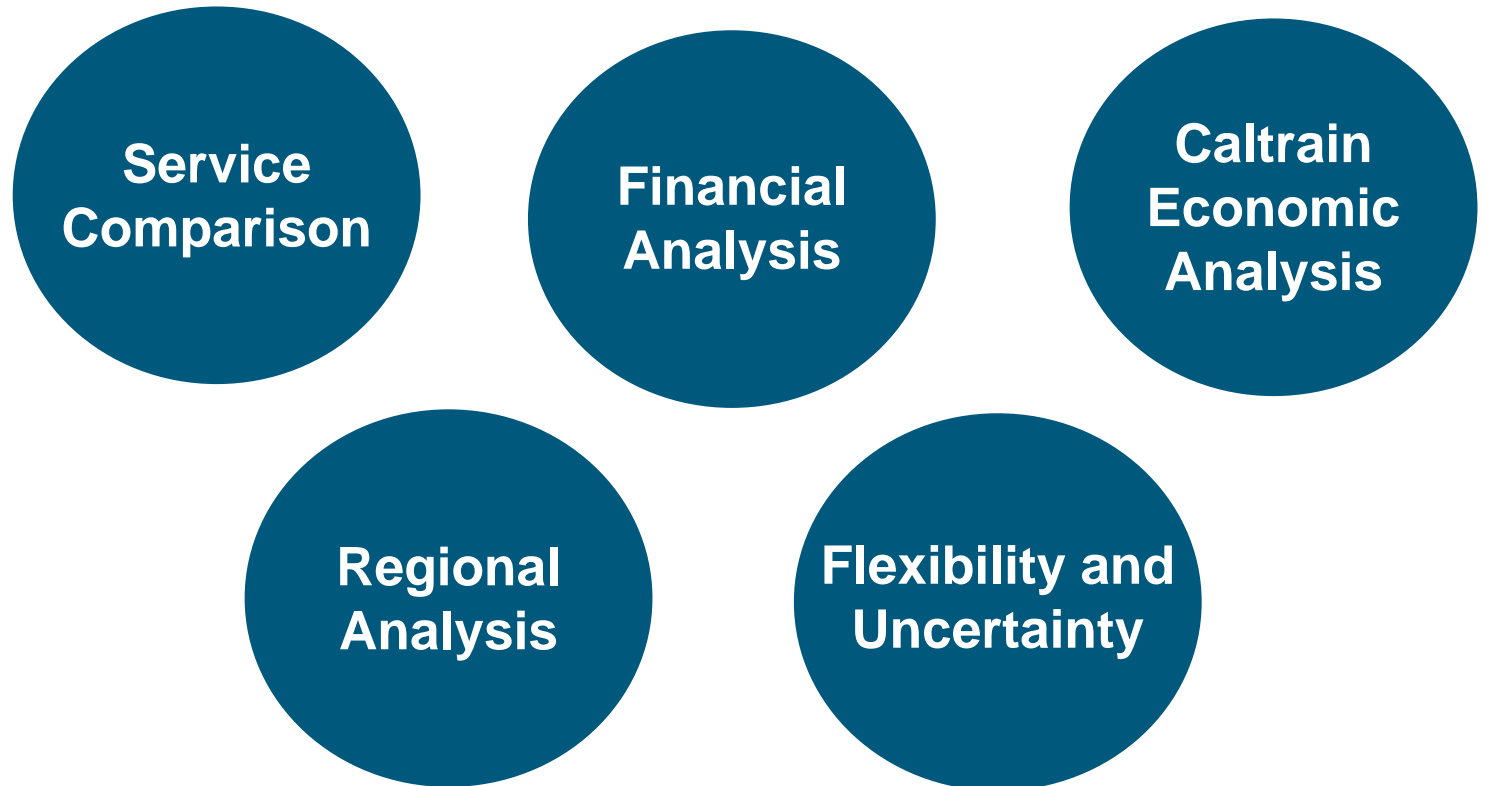 Service
Comparison
Financial
Analysis
Caltrain
Economic
Analysis
Regional
Analysis
Flexibility and
Uncertainty